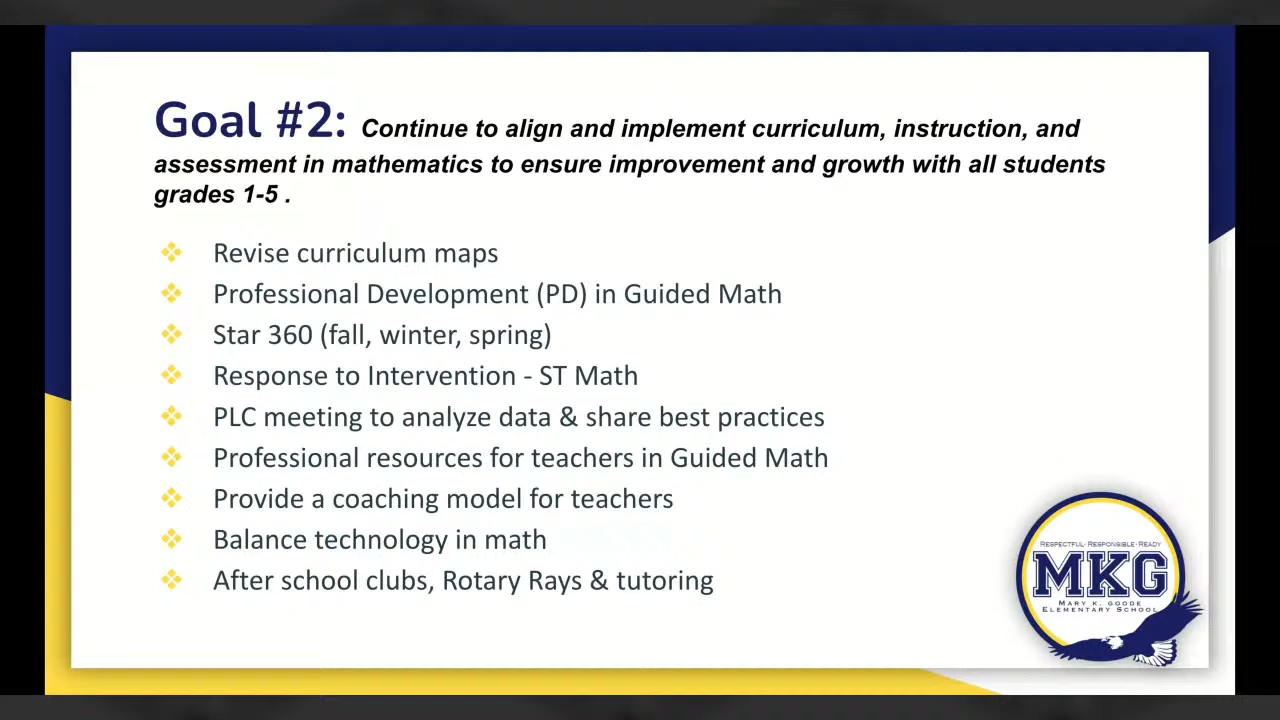 Goal #2: Continue to align and implement curriculum, instruction, and
assessment in mathematics to ensure improvement and growth with all students
grades 1-5 .
Revise curriculum maps
Professional Development (PD) in Guided Math
Star 360 (fall, winter, spring)
Response to Intervention - ST Math
PLC meeting to analyze data & share best practices
Professional resources for teachers in Guided Math
Provide a coaching model for teachers
Balance technology in math
After school clubs, Rotary Rays & tutoring
Respectful·Responsible·Ready
MKG
Mary K. Goode
Elementary School